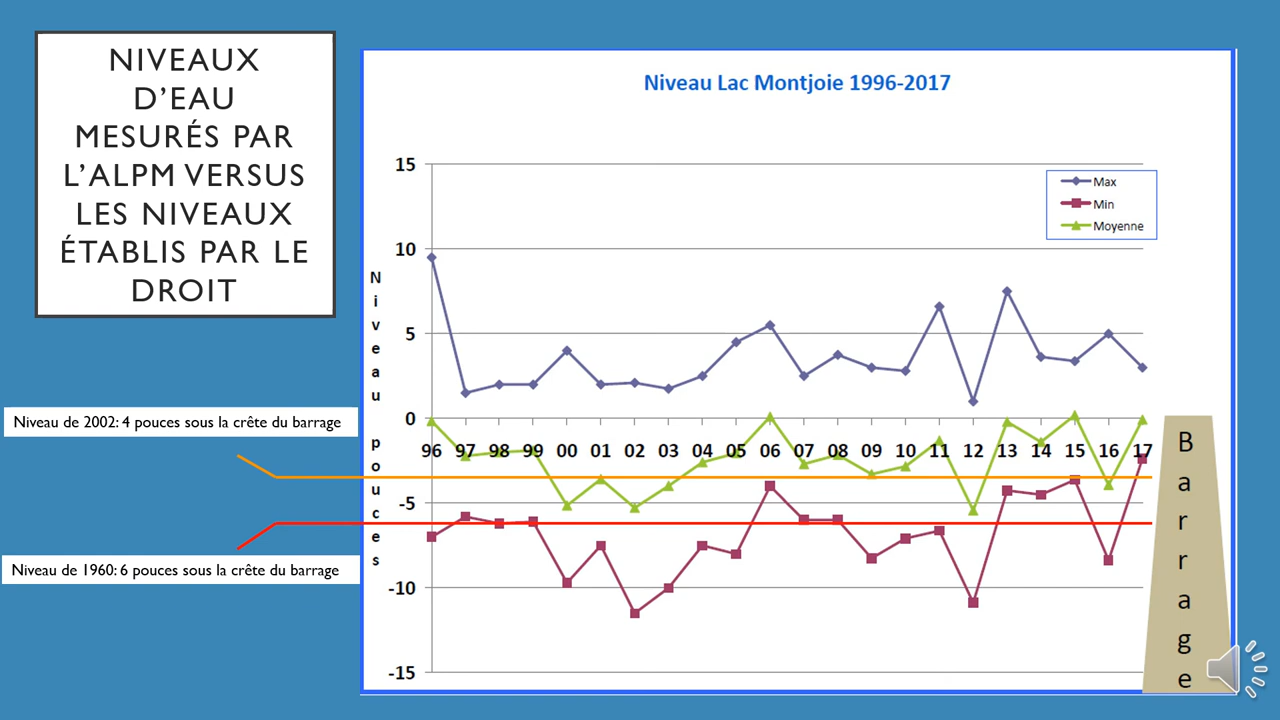 NIVEAUX
D’EAU
MESURÉS PAR
L’ALPM VERSUS
LES NIVEAUX
ÉTABLIS PAR LE
DROIT
Niveau Lac Montjoie 1996-2017
15
10
5
0
-5
-10
-15
Niveau pouces
Max
Min
Moyenne
96 97 98 99 00 01 02 03 04 05 06 07 08 09 10 11 12 13 14 15 16 17
Niveau de 2002: 4 pouces sous la crête du barrage
Niveau de 1960: 6 pouces sous la crête du barrage
Barrage